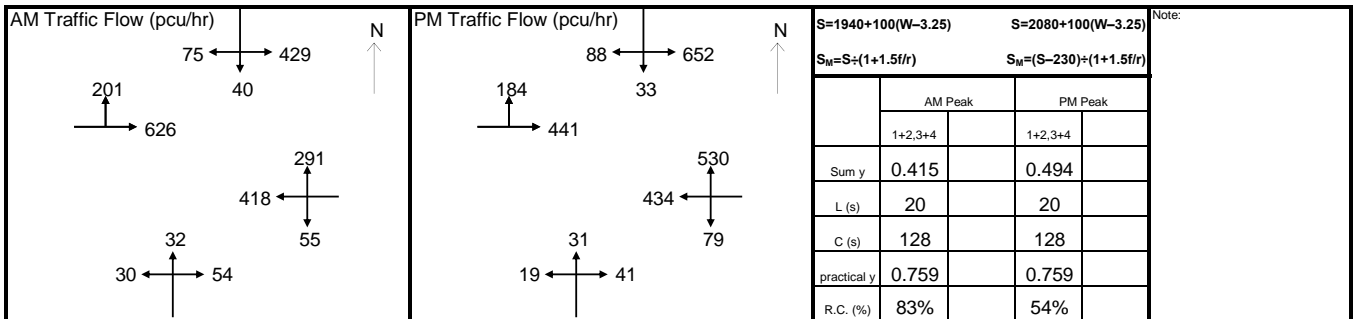 AM Traffic Flow (pcu/hr)
N
75 429
40
201
626
291
418
55
32
30 54
PM Traffic Flow (pcu/hr)
N
88 652
33
184
441
530
434
79
31
19 41
S=1940+100(W–3.25) S=2080+100(W–3.25)
S<sub>M</sub>=S÷(1+1.5f/r) S<sub>M</sub>=(S–230)÷(1+1.5f/r)
AM Peak PM Peak
1+2,3+4 1+2,3+4
Sum y 0.415 0.494
L (s) 20 20
C (s) 128 128
practical y 0.759 0.759
R.C. (%) 83% 54%
Note: